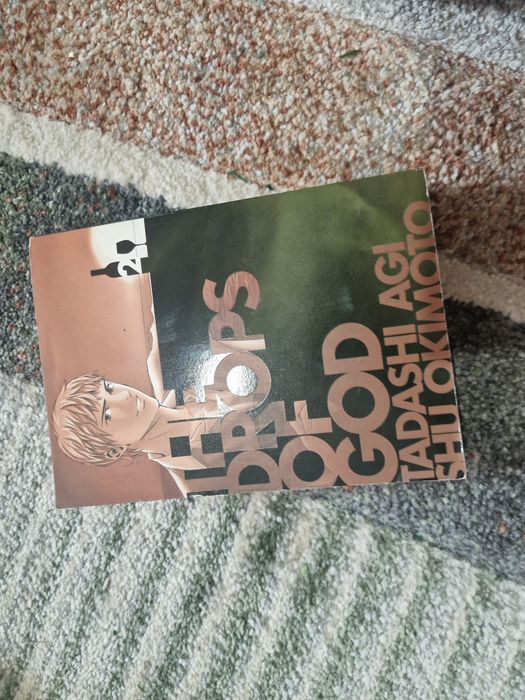 2
THE
DROPS
OF
GOD
TADASHI AGI
SHU OKIMOTO